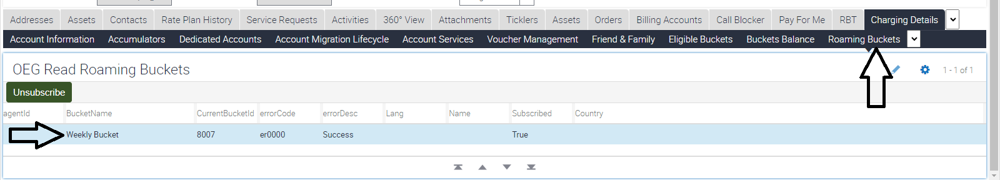 Addresses Assets Contacts Rate Plan History Service Requests Activities 360° View Attachments Ticklers Assets Orders Billing Accounts Call Blocker Pay For Me RBT Charging Details
Account Information Accumulators Dedicated Accounts Account Migration Lifecycle Account Services Voucher Management Friend & Family Eligible Buckets Buckets Balance Roaming Buckets
OEG Read Roaming Buckets 1 - 1 of 1
Unsubscribe
agentId BucketName CurrentBucketId errorCode errorDesc Lang Name Subscribed Country
Weekly Bucket 8007 er0000 Success True